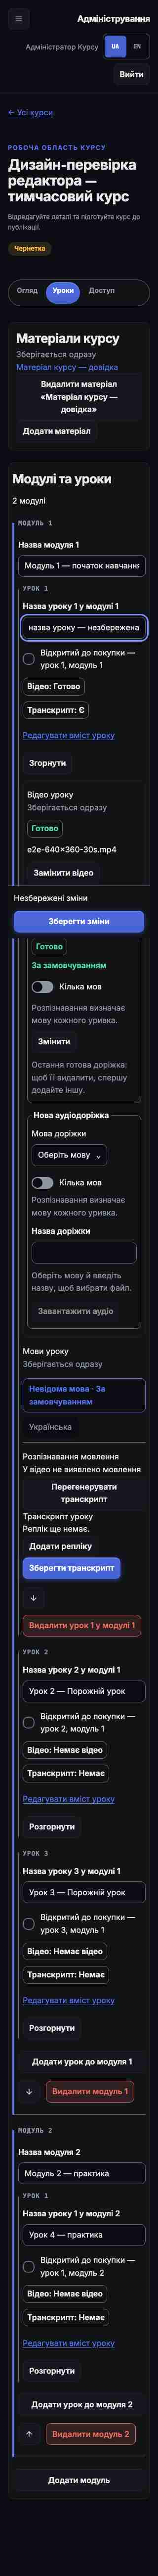 Адміністрування
Адміністратор Курсу
UA
EN
Вийти
← Усі курси
РОБОЧА ОБЛАСТЬ КУРСУ
Дизайн-перевірка
редактора —
тимчасовий курс
Відредагуйте деталі та підготуйте курс до
публікації.
Чернетка
Огляд
Уроки
Доступ
Матеріали курсу
Зберігається одразу
Матеріал курсу — довідка
Видалити матеріал
«Матеріал курсу —
довідка»
Додати матеріал
Модулі та уроки
2 модулі
МОДУЛЬ 1
Назва модуля 1
Модуль 1 — початок навчання
УРОК 1
Назва уроку 1 у модулі 1
назва уроку — незбережена
Відкритий до покупки —
урок 1, модуль 1
Відео: Готово
Транскрипт: Є
Редагувати вміст уроку
Згорнути
Відео уроку
Зберігається одразу
Готово
e2e-640x360-30s.mp4
Замінити відео
Незбережені зміни
Зберегти зміни
Готово
За замовчуванням
Кілька мов
Розпізнавання визначає
мову кожного уривка.
Змінити
Остання готова доріжка:
щоб її видалити, спершу
додайте іншу.
Нова аудіодоріжка
Мова доріжки
Оберіть мову
Кілька мов
Розпізнавання визначає
мову кожного уривка.
Назва доріжки
Оберіть мову й введіть
назву, щоб вибрати файл.
Завантажити аудіо
Мови уроку
Зберігається одразу
Невідома мова · За
замовчуванням
Українська
Розпізнавання мовлення
У відео не виявлено мовлення
Перегенерувати
транскрипт
Транскрипт уроку
Реплік ще немає.
Додати репліку
Зберегти транскрипт
↓
Видалити урок 1 у модулі 1
УРОК 2
Назва уроку 2 у модулі 1
Урок 2 — Порожній урок
Відкритий до покупки —
урок 2, модуль 1
Відео: Немає відео
Транскрипт: Немає
Редагувати вміст уроку
Розгорнути
УРОК 3
Назва уроку 3 у модулі 1
Урок 3 — Порожній урок
Відкритий до покупки —
урок 3, модуль 1
Відео: Немає відео
Транскрипт: Немає
Редагувати вміст уроку
Розгорнути
Додати урок до модуля 1
↓
Видалити модуль 1
МОДУЛЬ 2
Назва модуля 2
Модуль 2 — практика
УРОК 1
Назва уроку 1 у модулі 2
Урок 4 — практика
Відкритий до покупки —
урок 1, модуль 2
Відео: Немає відео
Транскрипт: Немає
Редагувати вміст уроку
Розгорнути
Додати урок до модуля 2
↑
Видалити модуль 2
Додати модуль